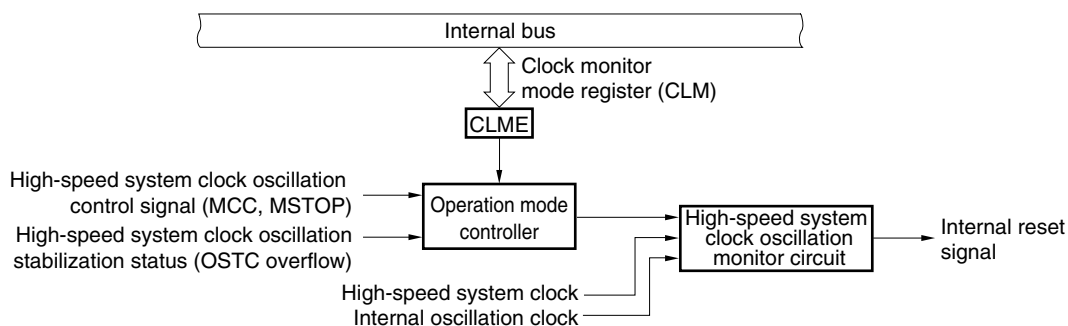 Internal bus
Clock monitor
mode register (CLM)
CLME
High-speed system clock oscillation
control signal (MCC, MSTOP)
High-speed system clock oscillation
stabilization status (OSTC overflow)
Operation mode
controller
High-speed system
clock oscillation
monitor circuit
Internal reset
signal
High-speed system clock
Internal oscillation clock